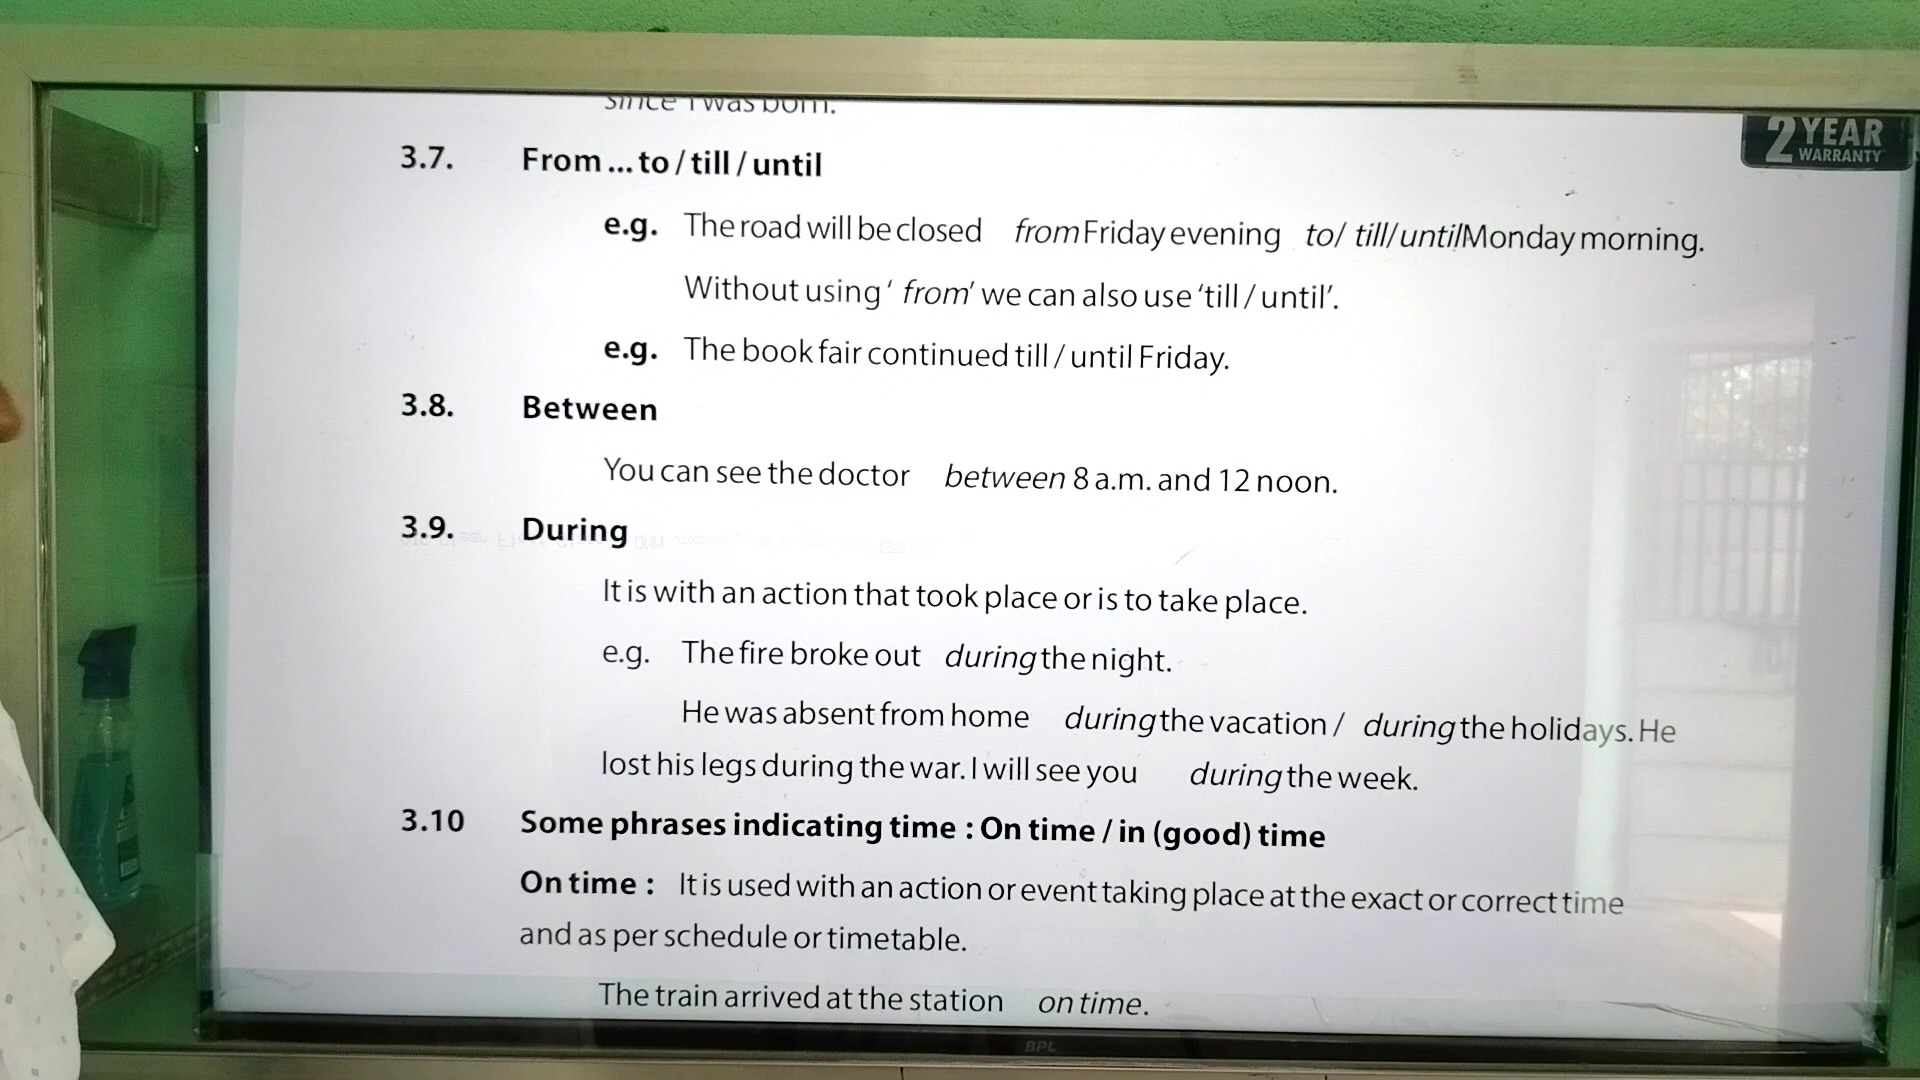 since I was born.
2 YEAR
WARRANTY
3.7. From ... to / till / until
e.g. The road will be closed from Friday evening to/ till/until Monday morning.
Without using ' from' we can also use 'till / until'.
e.g. The book fair continued till / until Friday.
3.8. Between
You can see the doctor between 8 a.m. and 12 noon.
3.9. During
It is with an action that took place or is to take place.
e.g. The fire broke out during the night.
He was absent from home during the vacation / during the holidays. He
lost his legs during the war. I will see you during the week.
3.10 Some phrases indicating time : On time / in (good) time
On time : It is used with an action or event taking place at the exact or correct time
and as per schedule or timetable.
The train arrived at the station on time.
BPL